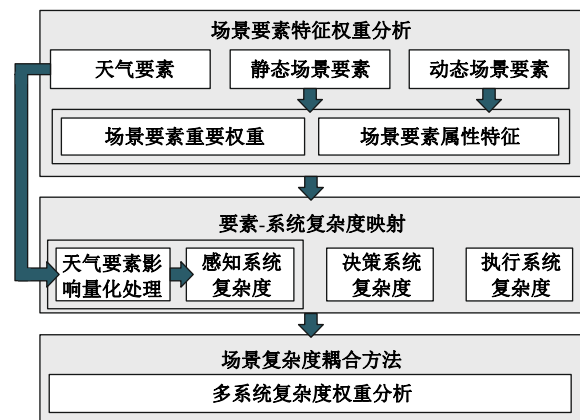 场景要素特征权重分析
天气要素 静态场景要素 动态场景要素
场景要素重要权重 场景要素属性特征
要素-系统复杂度映射
天气要素影响量化处理 感知系统复杂度 决策系统复杂度 执行系统复杂度
场景复杂度耦合方法
多系统复杂度权重分析